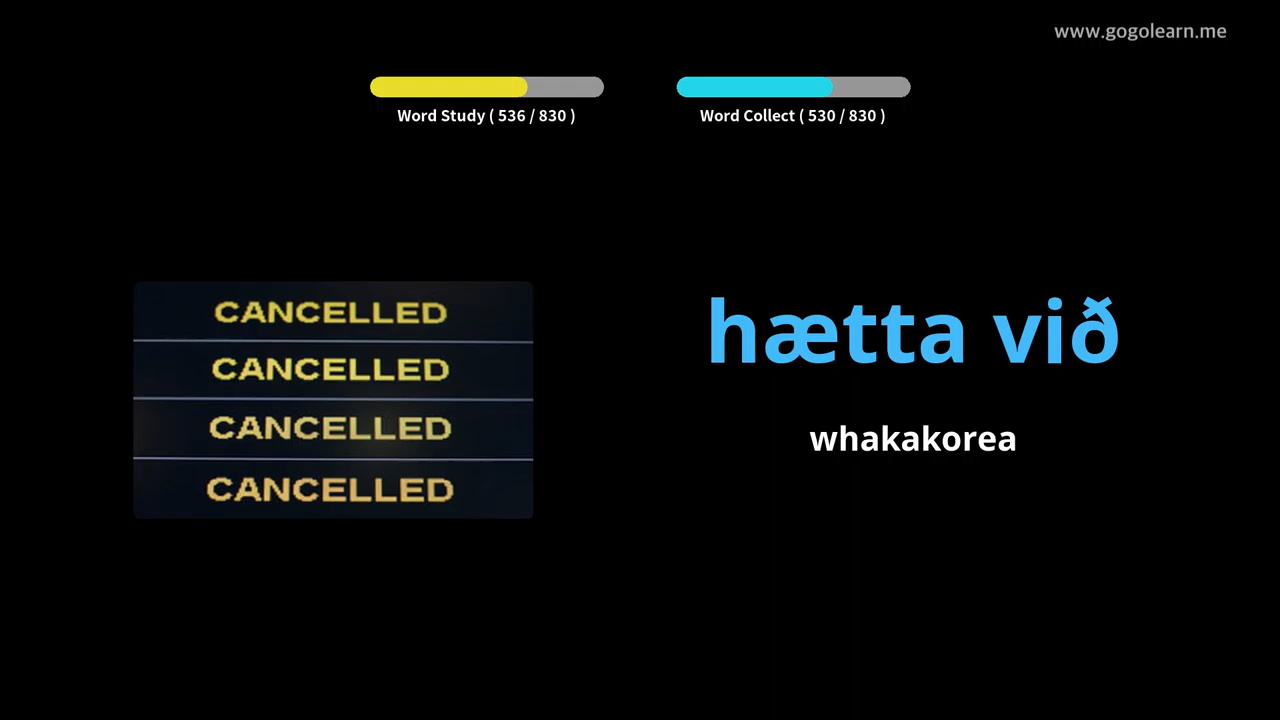 www.gogolearn.me
Word Study ( 536 / 830 )
Word Collect ( 530 / 830 )
CANCELLED
CANCELLED
CANCELLED
CANCELLED
hætta við
whakakorea